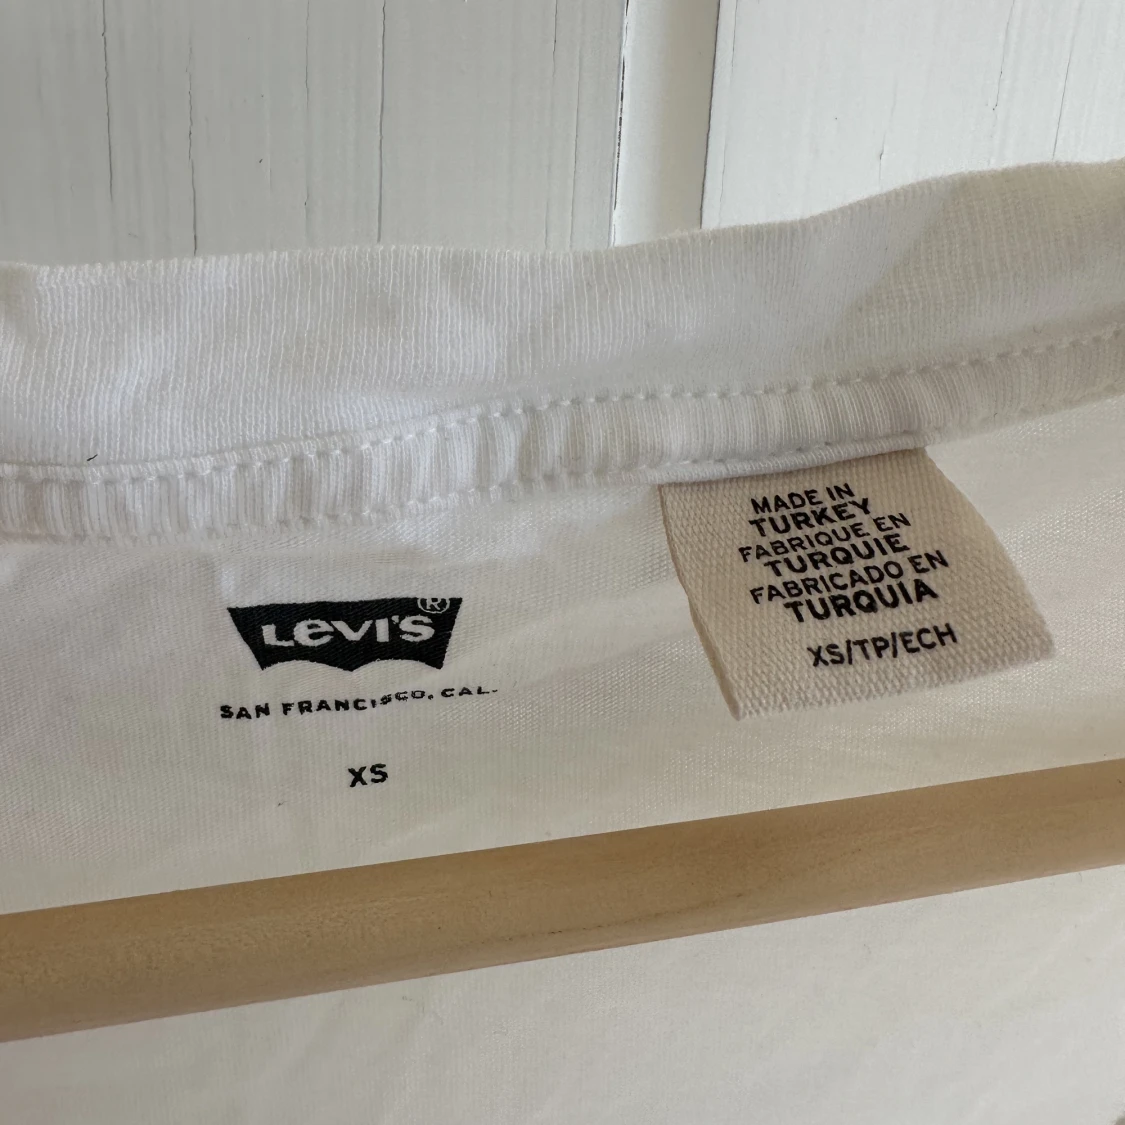 LEVI'S®
SAN FRANCISCO, CAL.
XS
MADE IN
TURKEY
FABRIQUE EN
TURQUIE
FABRICADO EN
TURQUIA
XS/TP/ECH